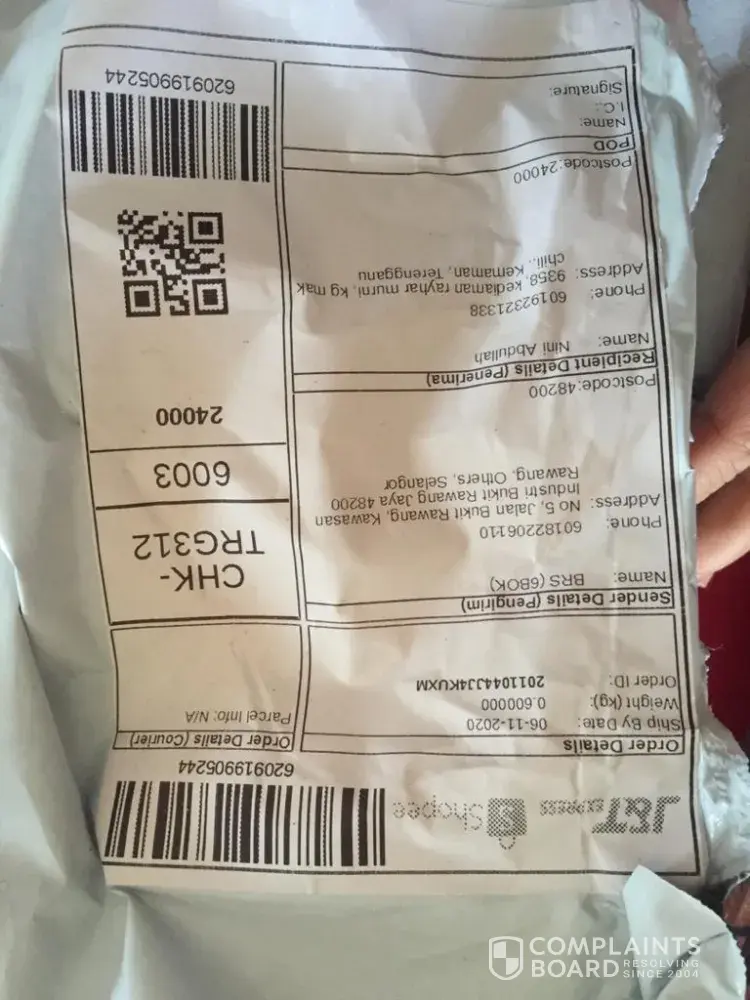 J&T EXPRESS
Shopee
620919905244
Order Details
Ship By Date: 06-11-2020
Weight (kg): 0.600000
Order ID: 2011044JJ4KUXM
Order Details (Courier)
Parcel Info: N/A
Sender Details (Pengirim)
Name: BRS (6BOK)
Phone: 60182206110
Address: No 5, Jalan Bukit Rawang, Kawasan
Industri Bukit Rawang Jaya 48200
Rawang, Others, Selangor
Postcode:48200
CHK-
TRG312
6003
24000
Recipient Details (Penerima)
Name: Nini Abdullah
Phone: 60192321338
Address: 9358, kediaman rayhar murni, kg mak
chili,, Kemaman, Terengganu
Postcode:24000
POD
Name:
I.C.:
Signature:
620919905244
COMPLAINTS
BOARD RESOLVING
SINCE 2004